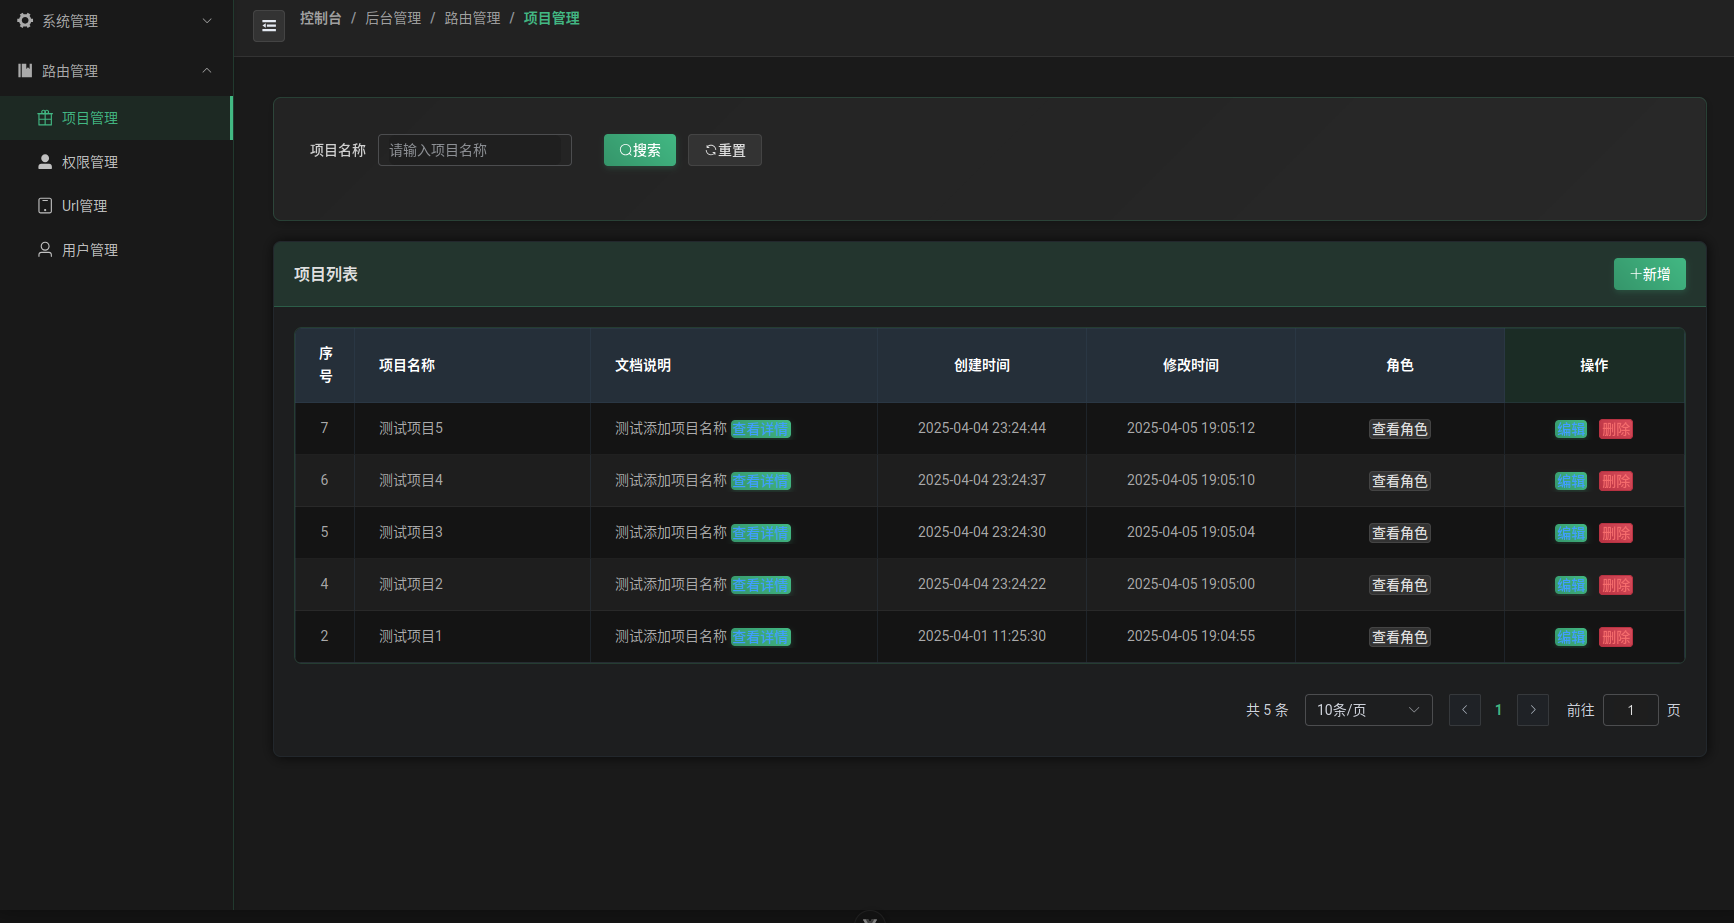 系统管理
路由管理
项目管理
权限管理
Url管理
用户管理
控制台 / 后台管理 / 路由管理 / 项目管理
项目名称 请输入项目名称 搜索 重置
项目列表 新增
序号 项目名称 文档说明 创建时间 修改时间 角色 操作
7 测试项目5 测试添加项目名称 查看详情 2025-04-04 23:24:44 2025-04-05 19:05:12 查看角色 编辑 删除
6 测试项目4 测试添加项目名称 查看详情 2025-04-04 23:24:37 2025-04-05 19:05:10 查看角色 编辑 删除
5 测试项目3 测试添加项目名称 查看详情 2025-04-04 23:24:30 2025-04-05 19:05:04 查看角色 编辑 删除
4 测试项目2 测试添加项目名称 查看详情 2025-04-04 23:24:22 2025-04-05 19:05:00 查看角色 编辑 删除
2 测试项目1 测试添加项目名称 查看详情 2025-04-01 11:25:30 2025-04-05 19:04:55 查看角色 编辑 删除
共 5 条 10条/页 1 前往 1 页